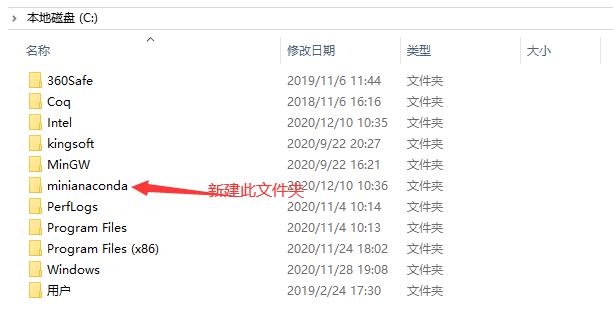 本地磁盘 (C:)
名称 修改日期 类型 大小
360Safe 2019/11/6 11:44 文件夹
Coq 2018/11/6 16:16 文件夹
Intel 2020/12/10 10:35 文件夹
kingsoft 2020/9/22 20:27 文件夹
MinGW 2020/9/22 16:21 文件夹
minianaconda 新建此文件夹 2020/12/10 10:36 文件夹
PerfLogs 2020/11/4 10:14 文件夹
Program Files 2020/11/4 10:13 文件夹
Program Files (x86) 2020/11/24 18:02 文件夹
Windows 2020/11/28 19:08 文件夹
用户 2019/2/24 17:30 文件夹